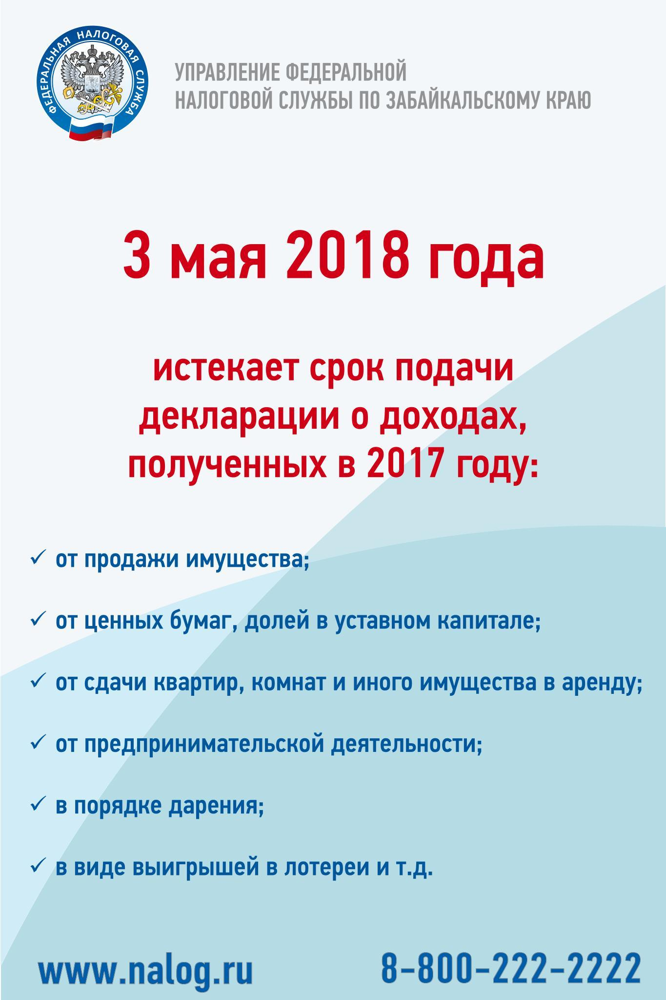 ФЕДЕРАЛЬНАЯ НАЛОГОВАЯ СЛУЖБА
УПРАВЛЕНИЕ ФЕДЕРАЛЬНОЙ
НАЛОГОВОЙ СЛУЖБЫ ПО ЗАБАЙКАЛЬСКОМУ КРАЮ
3 мая 2018 года
истекает срок подачи
декларации о доходах,
полученных в 2017 году:
✓ от продажи имущества;
✓ от ценных бумаг, долей в уставном капитале;
✓ от сдачи квартир, комнат и иного имущества в аренду;
✓ от предпринимательской деятельности;
✓ в порядке дарения;
✓ в виде выигрышей в лотереи и т.д.
www.nalog.ru 8-800-222-2222